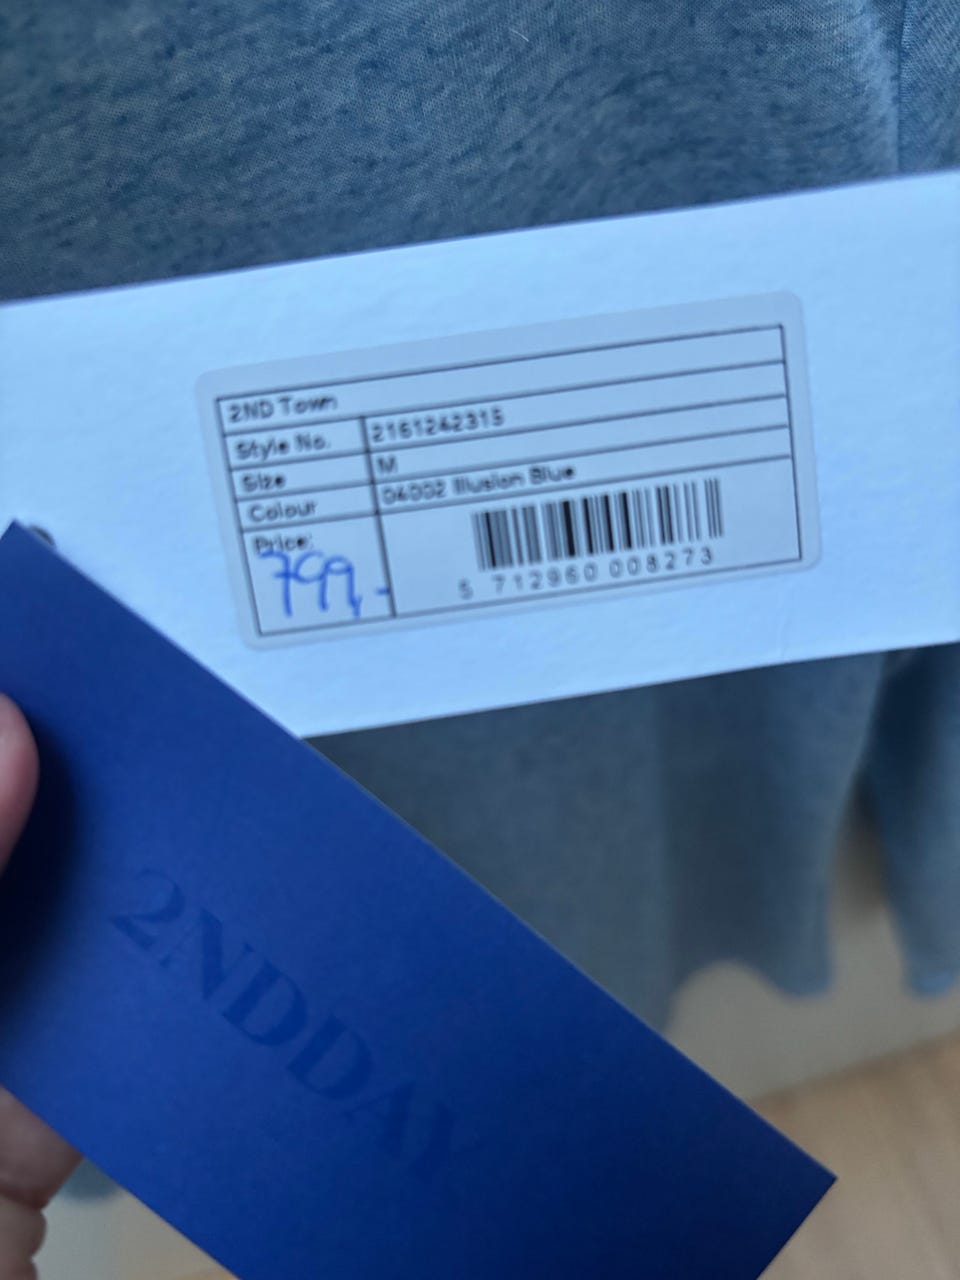 2ND Town
Style No. 2161242315
Size M
Colour 04002 Illusion Blue
Price:
799,-
5 712960 008273
2NDDAY